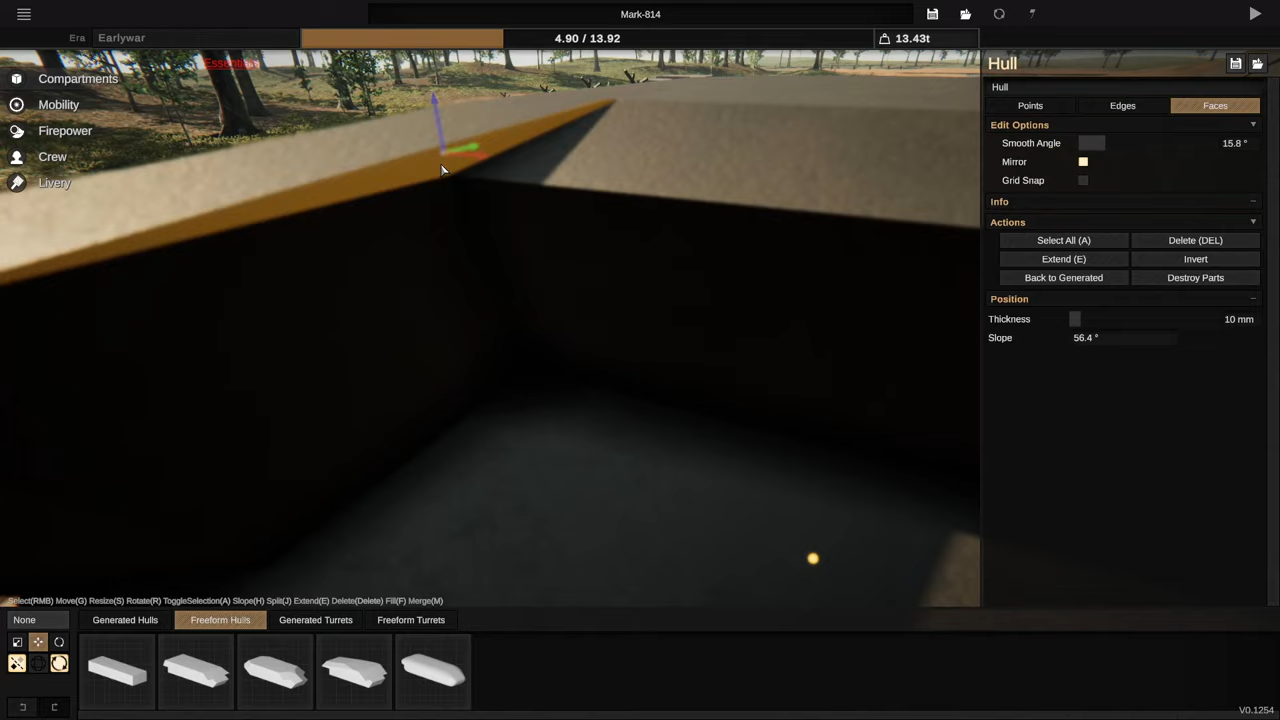 Mark-814
Era Earlywar 4.90 / 13.92 13.43t
Essentials
Compartments
Mobility
Firepower
Crew
Livery
Hull
Hull
Points Edges Faces
Edit Options
Smooth Angle 15.8 °
Mirror
Grid Snap
Info
Actions
Select All (A) Delete (DEL)
Extend (E) Invert
Back to Generated Destroy Parts
Position
Thickness 10 mm
Slope 56.4 °
Select(RMB) Move(G) Resize(S) Rotate(R) ToggleSelection(A) Slope(H) Split(J) Extend(E) Delete(Delete) Fill(F) Merge(M)
None Generated Hulls Freeform Hulls Generated Turrets Freeform Turrets
V0.1254